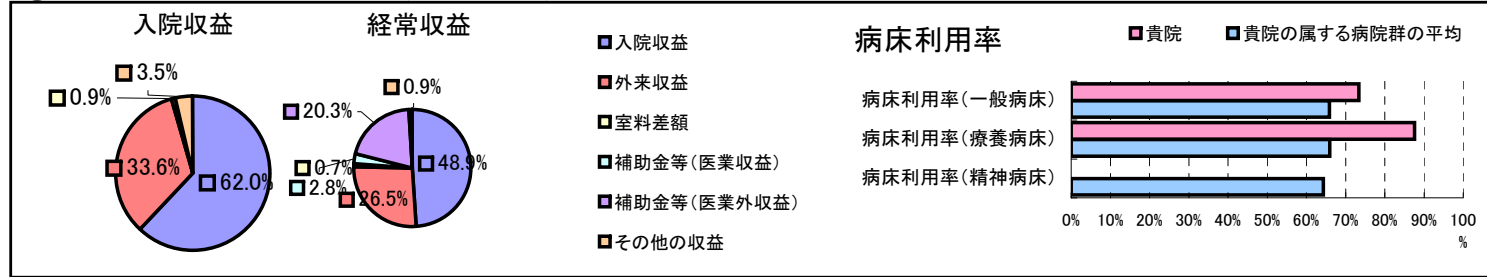 入院収益
3.5%
0.9%
33.6%
62.0%
経常収益
0.9%
20.3%
0.7%
2.8%
26.5%
48.9%
入院収益
外来収益
室料差額
補助金等(医業収益)
補助金等(医業外収益)
その他の収益
病床利用率
貴院
貴院の属する病院群の平均
病床利用率(一般病床)
病床利用率(療養病床)
病床利用率(精神病床)
0% 10% 20% 30% 40% 50% 60% 70% 80% 90% 100
%